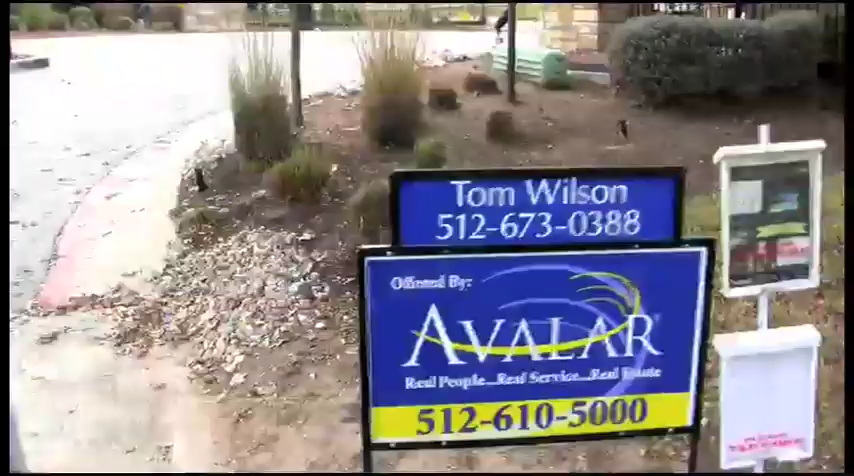 Tom Wilson
512-673-0388
Offered By:
AVALAR
Real People...Real Service...Real Estate
512-610-5000